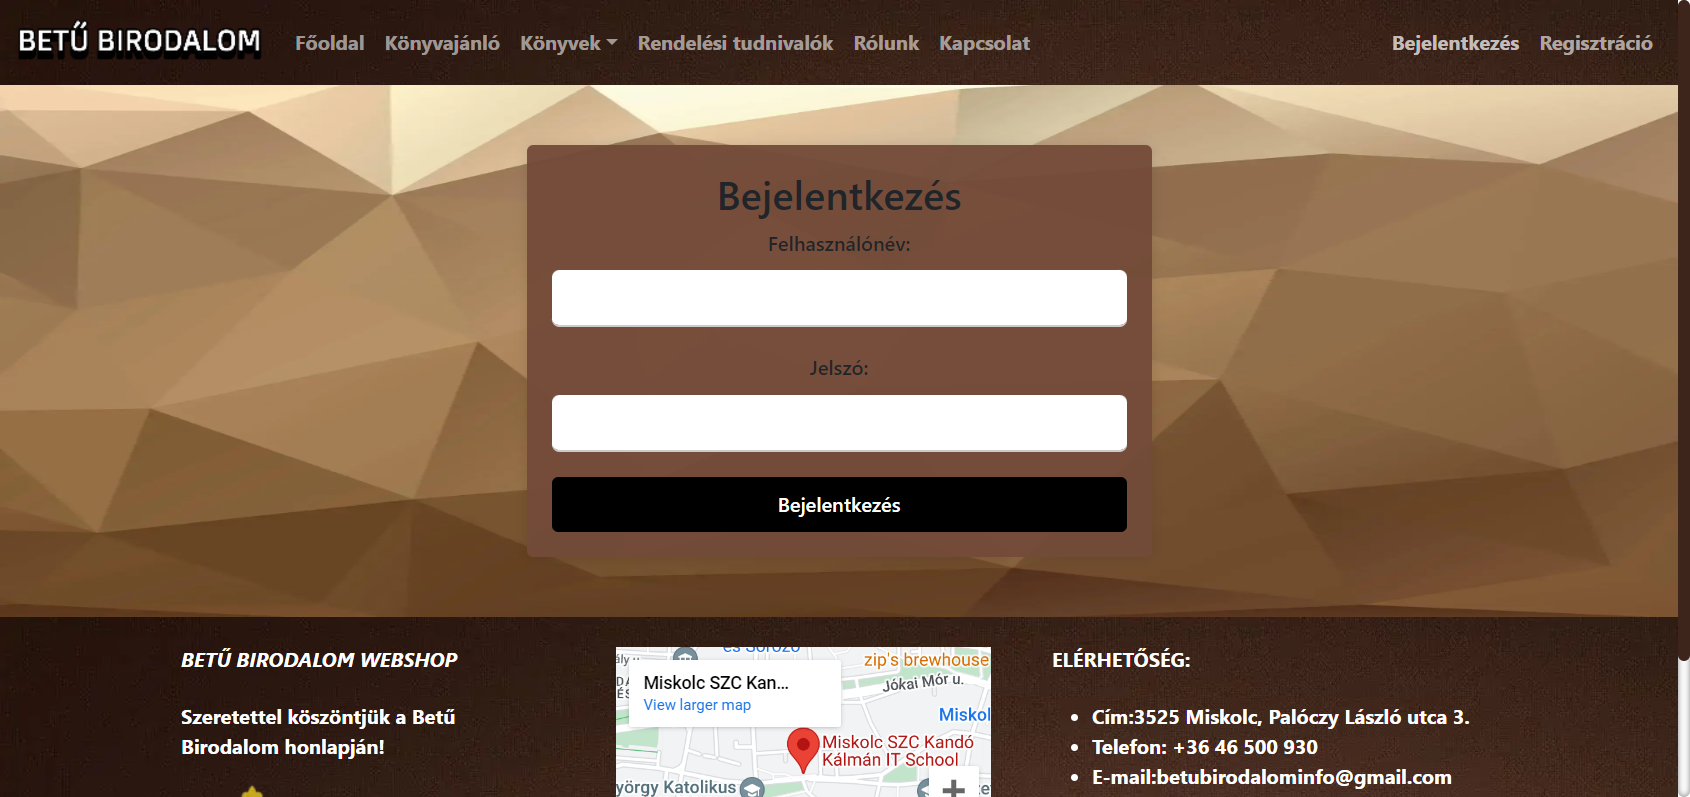 BETŰ BIRODALOM
Főoldal Könyvajánló Könyvek Rendelési tudnivalók Rólunk Kapcsolat Bejelentkezés Regisztráció
Bejelentkezés
Felhasználónév:
Jelszó:
Bejelentkezés
BETŰ BIRODALOM WEBSHOP
Szeretettel köszöntjük a Betű
Birodalom honlapján!
zip's brewhouse
Jókai Mór u.
Miskolc SZC Kan...
View larger map
Miskolc SZC Kandó
Kálmán IT School
Katolikus
+
ELÉRHETŐSÉG:
• Cím:3525 Miskolc, Palóczy László utca 3.
• Telefon: +36 46 500 930
• E-mail:betubirodalominfo@gmail.com